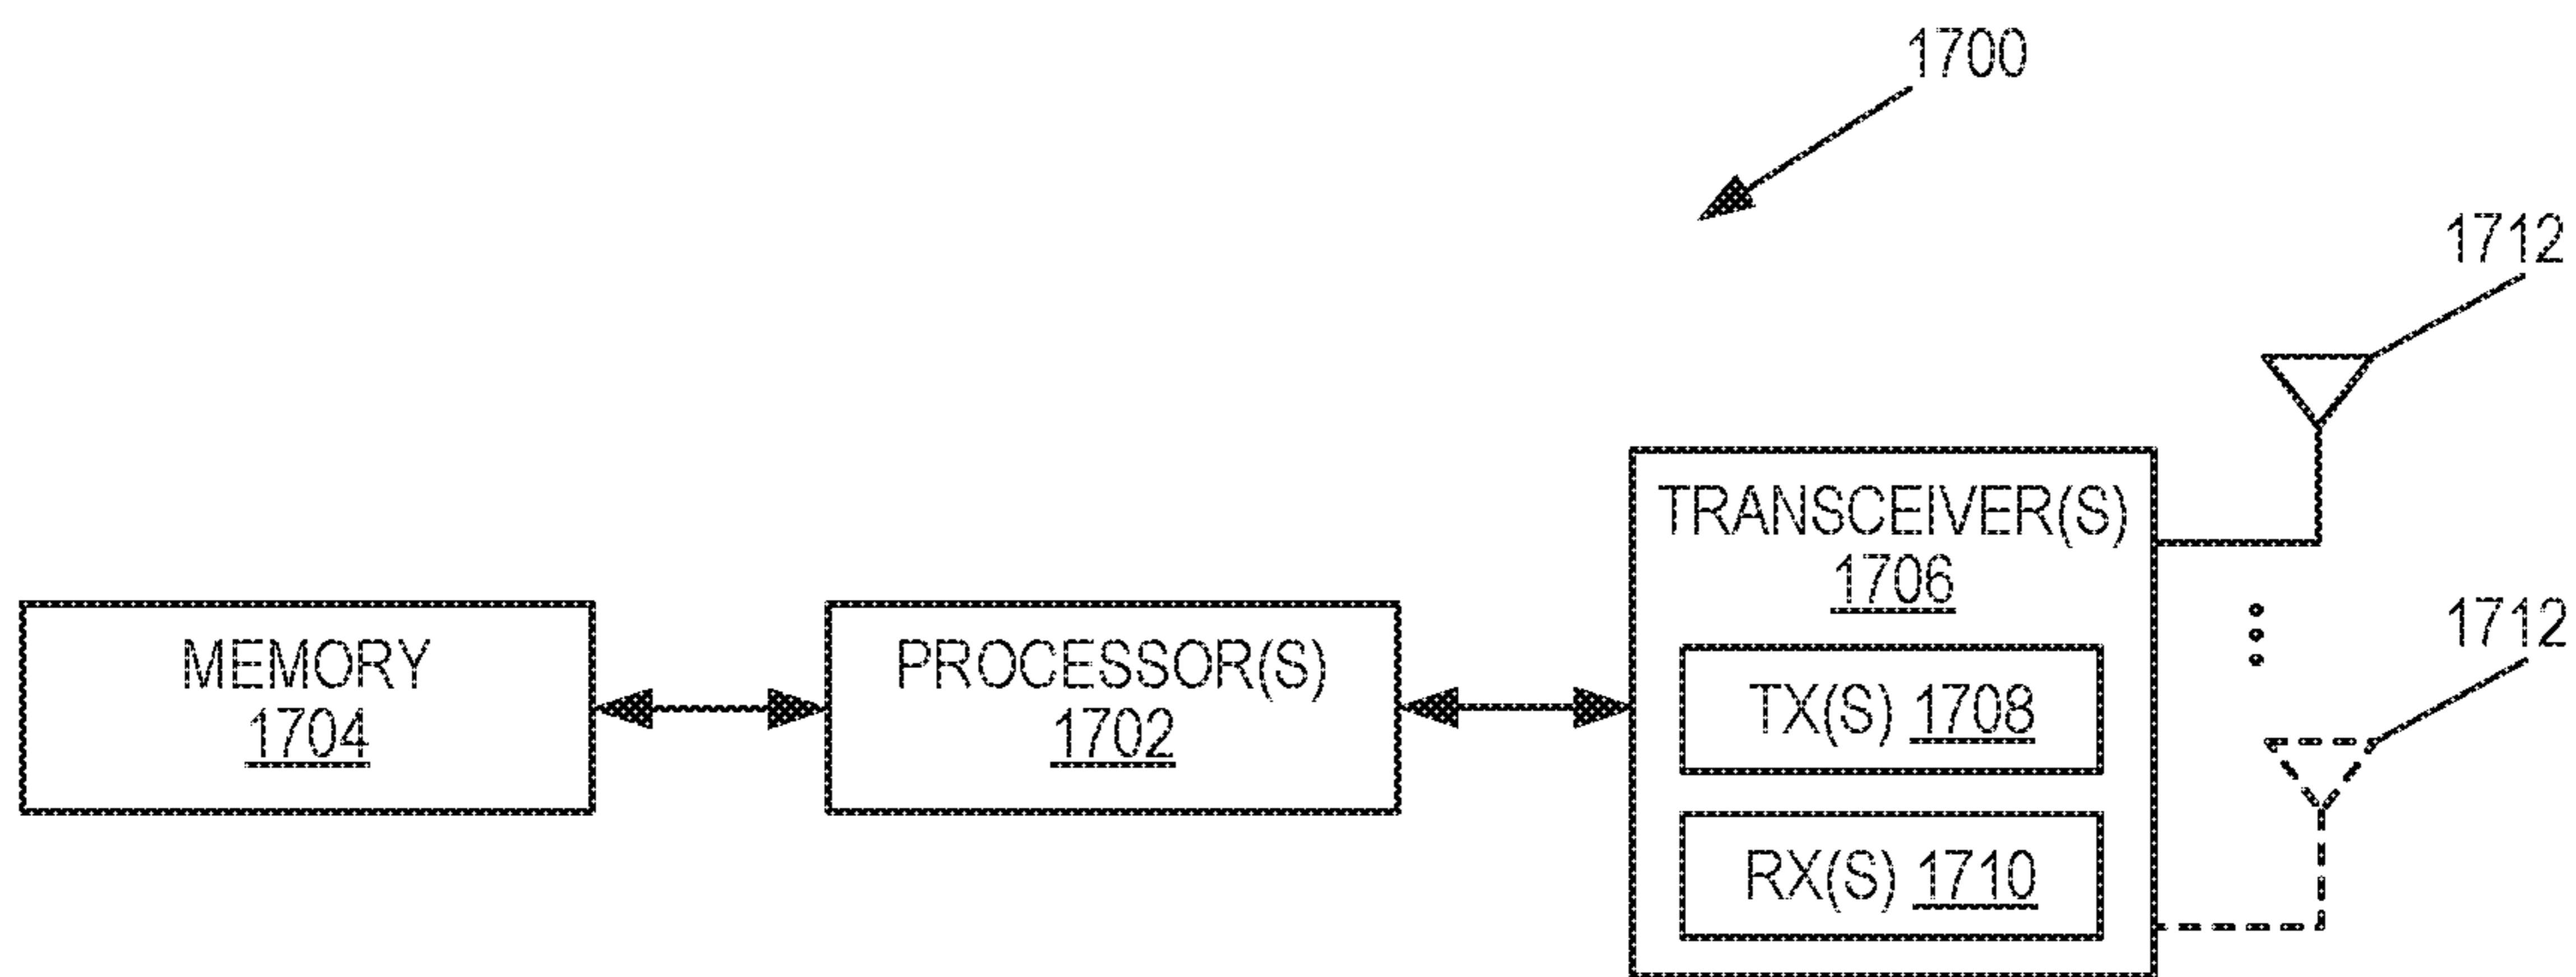 1700
1712
TRANSCEIVER(S)
1706
1712
MEMORY
1704
PROCESSOR(S)
1702
TX(S) 1708
RX(S) 1710